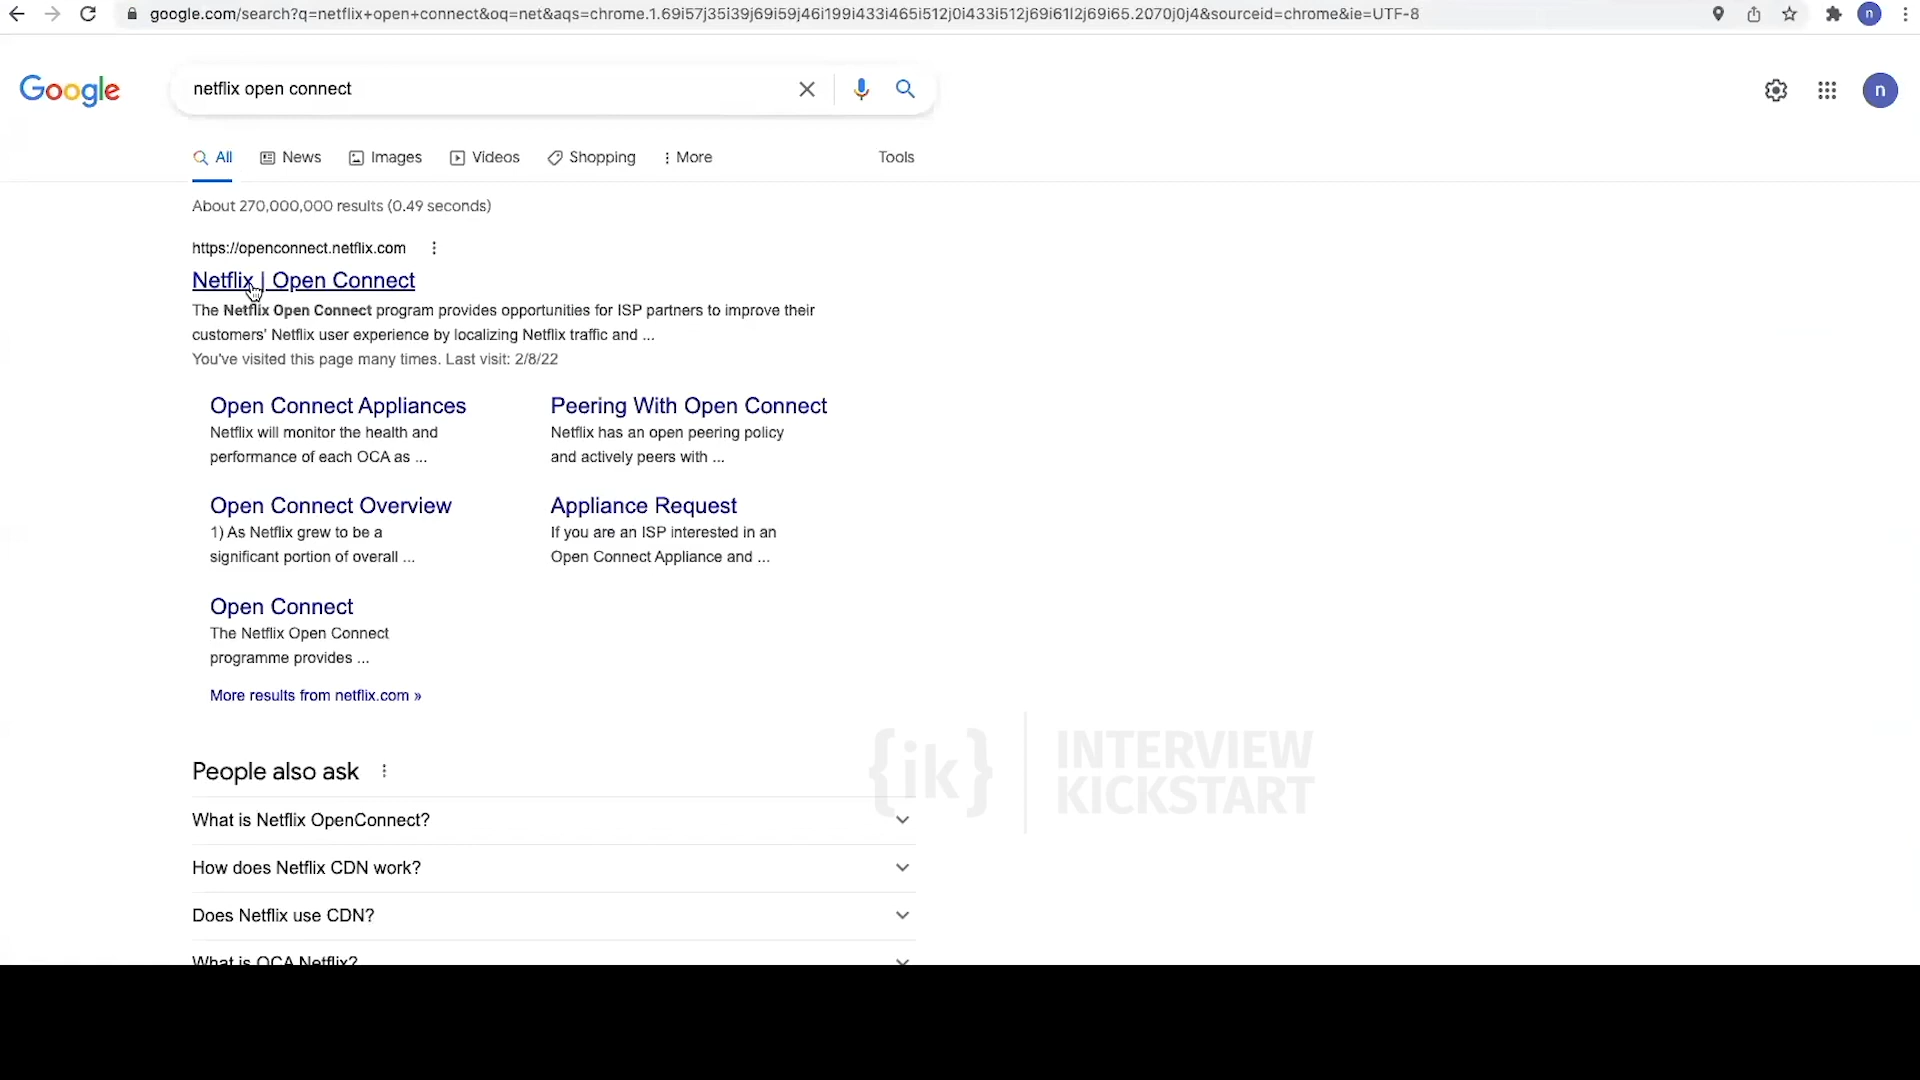 google.com/search?q=netflix+open+connect&oq=net&aqs=chrome.1.69i57j35i39j69i59j46i199i433i465i512j0i433i512j69i61l2j69i65.2070j0j4&sourceid=chrome&ie=UTF-8
n
Google
netflix open connect
n
All
News
Images
Videos
Shopping
More
Tools
About 270,000,000 results (0.49 seconds)
https://openconnect.netflix.com
Netflix | Open Connect
The Netflix Open Connect program provides opportunities for ISP partners to improve their
customers' Netflix user experience by localizing Netflix traffic and ...
You've visited this page many times. Last visit: 2/8/22
Open Connect Appliances
Netflix will monitor the health and
performance of each OCA as ...
Peering With Open Connect
Netflix has an open peering policy
and actively peers with ...
Open Connect Overview
1) As Netflix grew to be a
significant portion of overall ...
Appliance Request
If you are an ISP interested in an
Open Connect Appliance and ...
Open Connect
The Netflix Open Connect
programme provides ...
More results from netflix.com »
{ik}
INTERVIEW
KICKSTART
People also ask
What is Netflix OpenConnect?
How does Netflix CDN work?
Does Netflix use CDN?
What is OCA Netflix?